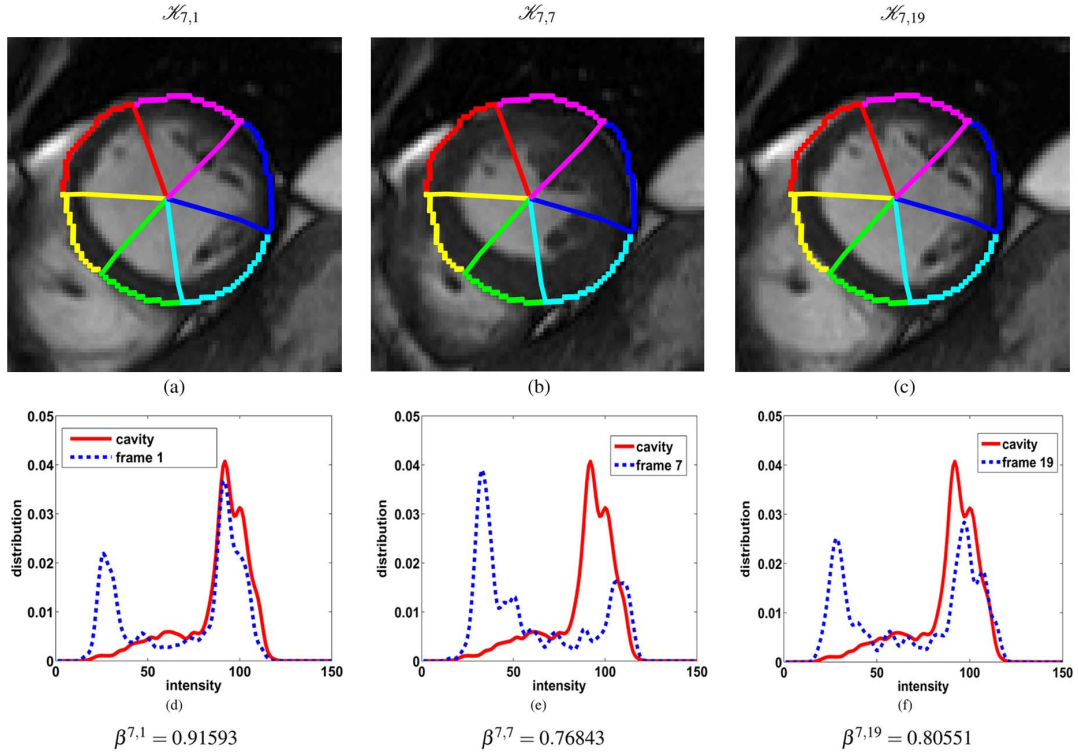 𝒦7,1 𝒦7,7 𝒦7,19
(a) (b) (c)
0.05
0.04
0.03
0.02
0.01
0
distribution
cavity
frame 1
0 50 100 150
intensity
(d)
0.05
0.04
0.03
0.02
0.01
0
distribution
cavity
frame 7
0 50 100 150
intensity
(e)
0.05
0.04
0.03
0.02
0.01
0
distribution
cavity
frame 19
0 50 100 150
intensity
(f)
β7,1 = 0.91593 β7,7 = 0.76843 β7,19 = 0.80551